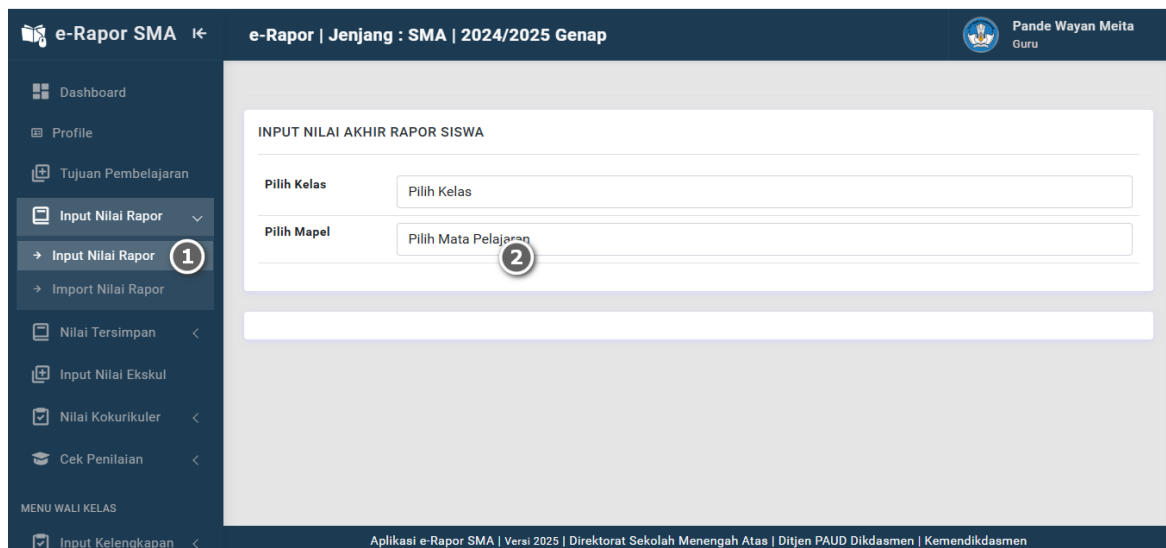 e-Rapor SMA
e-Rapor | Jenjang : SMA | 2024/2025 Genap
Pande Wayan Meita
Guru
Dashboard
Profile
Tujuan Pembelajaran
Input Nilai Rapor
Input Nilai Rapor
1
Import Nilai Rapor
Nilai Tersimpan
Input Nilai Ekskul
Nilai Kokurikuler
Cek Penilaian
MENU WALI KELAS
Input Kelengkapan
INPUT NILAI AKHIR RAPOR SISWA
Pilih Kelas
Pilih Kelas
Pilih Mapel
Pilih Mata Pelajaran
2
Aplikasi e-Rapor SMA | Versi 2025 | Direktorat Sekolah Menengah Atas | Ditjen PAUD Dikdasmen | Kemendikdasmen